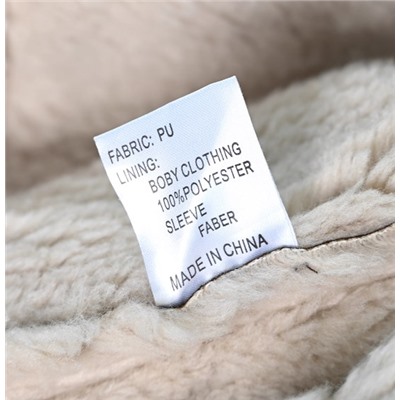 FABRIC: PU
LINING:
BOBY CLOTHING
100%POLYESTER
SLEEVE
FABER
MADE IN CHINA